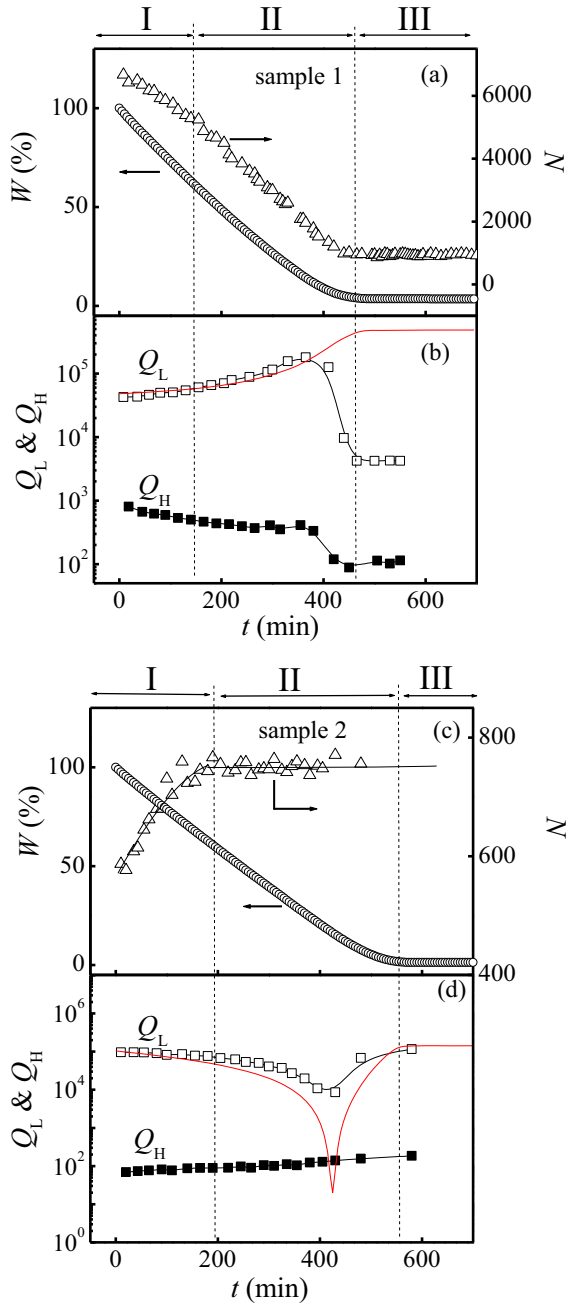 I II III
sample 1 (a)
100
50
0
W (%)
6000
4000
2000
0
N
(b)
10^5
10^4
10^3
10^2
Q_L & Q_H
Q_L
Q_H
0 200 400 600
t (min)
I II III
sample 2 (c)
100
50
0
W (%)
800
600
400
N
(d)
10^6
10^4
10^2
10^0
Q_L & Q_H
Q_L
Q_H
0 200 400 600
t (min)